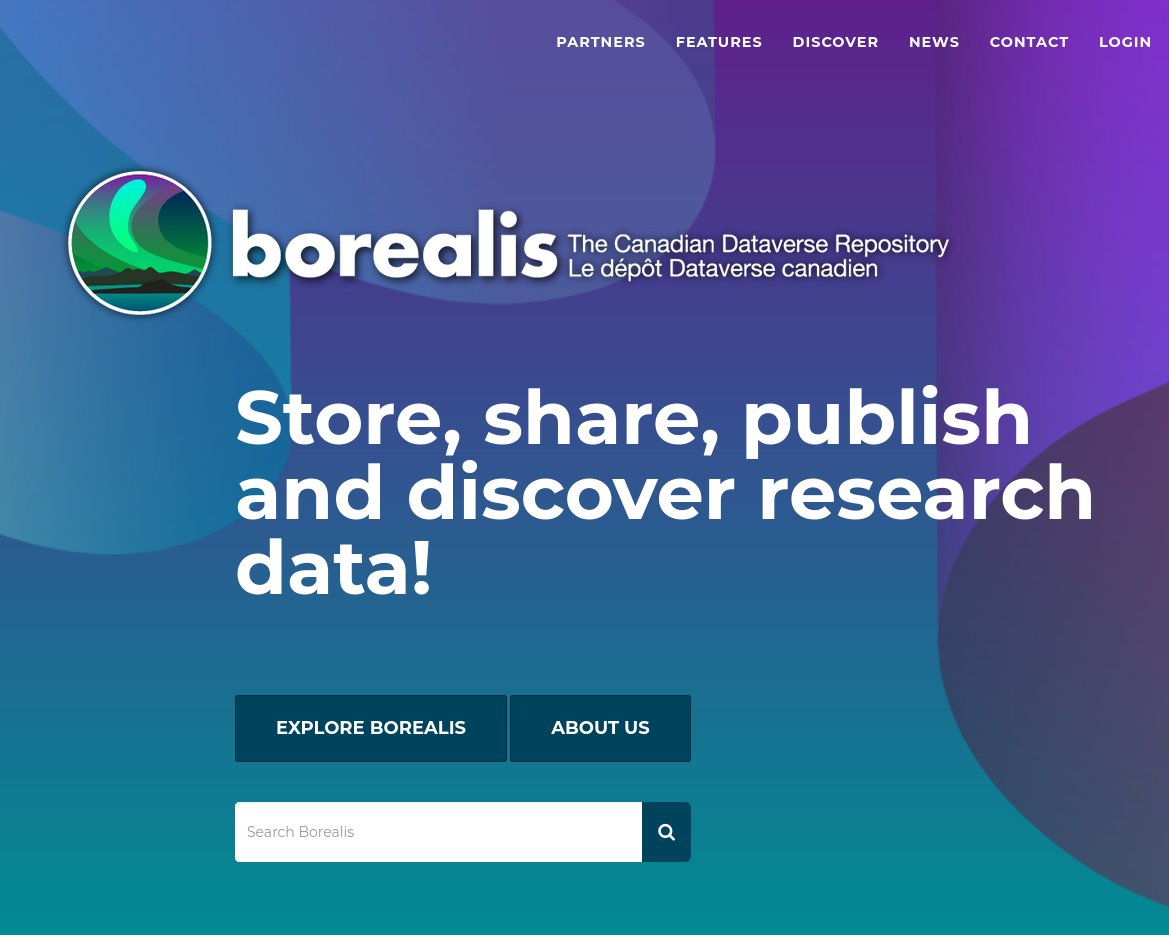 PARTNERS FEATURES DISCOVER NEWS CONTACT LOGIN
borealis
The Canadian Dataverse Repository
Le dépôt Dataverse canadien
Store, share, publish
and discover research
data!
EXPLORE BOREALIS ABOUT US
Search Borealis